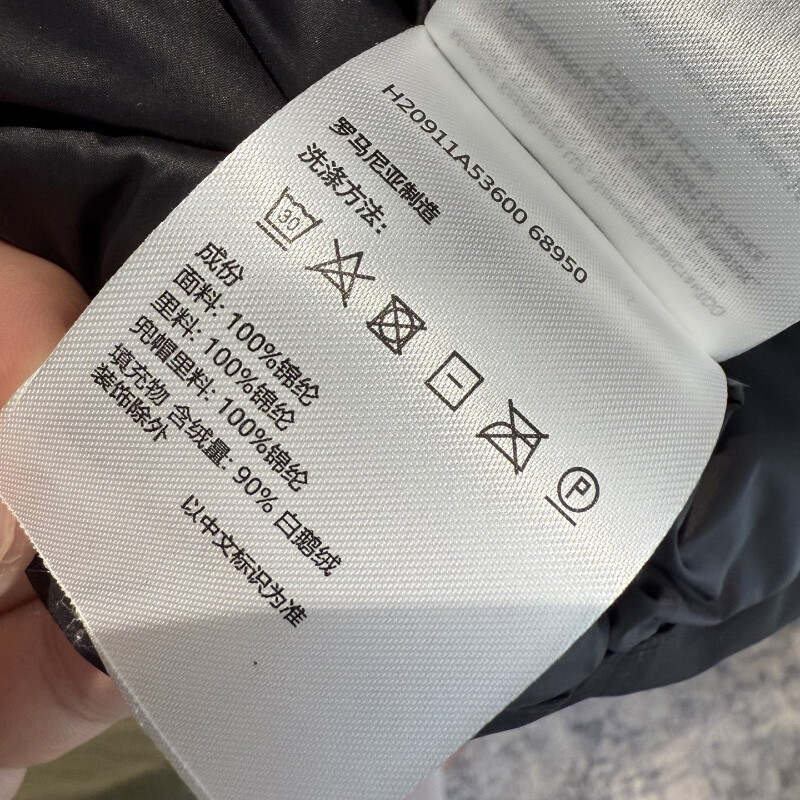 H20911A53600 68950
罗马尼亚制造
洗涤方法:
30
P
成份
面料: 100%锦纶
里料: 100%锦纶
兜帽里料: 100%锦纶
填充物 含绒量: 90% 白鹅绒
装饰除外
以中文标识为准